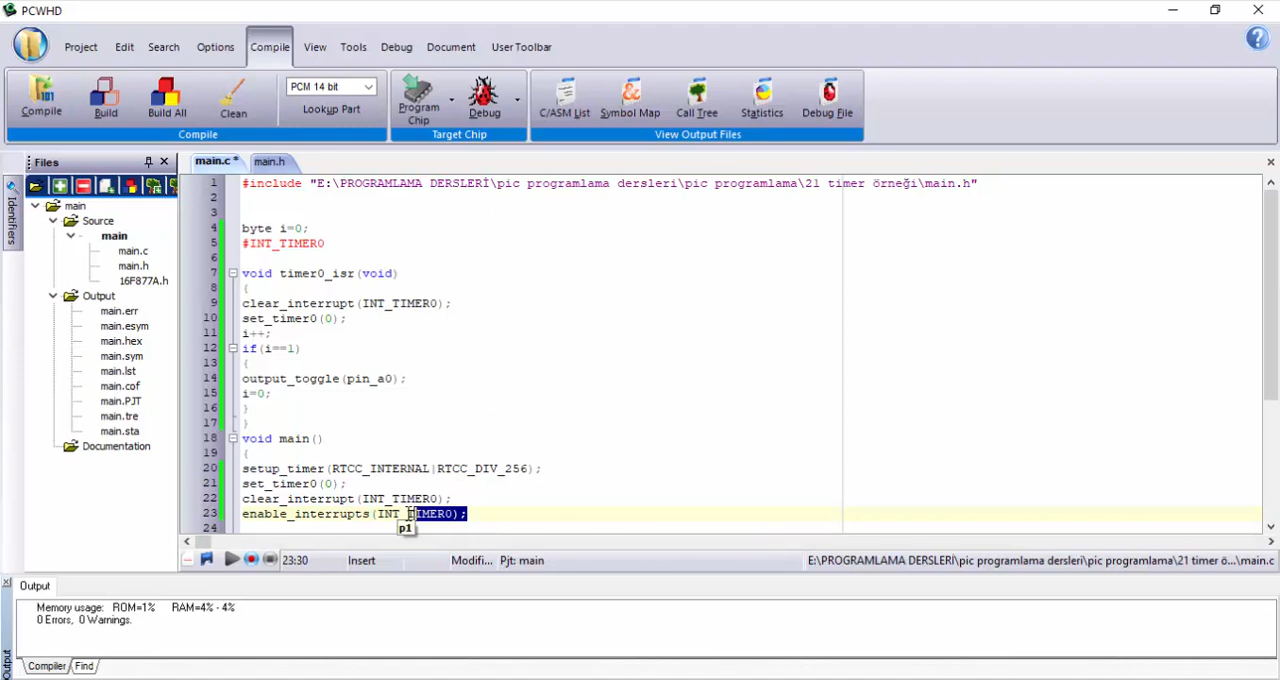 PCWHD
Project Edit Search Options Compile View Tools Debug Document User Toolbar
Compile Build Build All Clean PCM 14 bit Lookup Part Program Chip Debug C/ASM List Symbol Map Call Tree Statistics Debug File
Compile Target Chip View Output Files
Files main.c * main.h
Identifiers
main
Source
main
main.c
main.h
16F877A.h
Output
main.err
main.esym
main.hex
main.sym
main.lst
main.cof
main.PJT
main.tre
main.sta
Documentation
1 #include "E:\PROGRAMLAMA DERSLERİ\pic programlama dersleri\pic programlama\21 timer örneği\main.h"
2
3
4 byte i=0;
5 #INT_TIMER0
6
7 void timer0_isr(void)
8 {
9 clear_interrupt(INT_TIMER0);
10 set_timer0(0);
11 i++;
12 if(i==1)
13 {
14 output_toggle(pin_a0);
15 i=0;
16 }
17 }
18 void main()
19 {
20 setup_timer(RTCC_INTERNAL|RTCC_DIV_256);
21 set_timer0(0);
22 clear_interrupt(INT_TIMER0);
23 enable_interrupts(INT_TIMER0);
24
p1
23:30 Insert Modifi... Pjt: main E:\PROGRAMLAMA DERSLERİ\pic programlama dersleri\pic programlama\21 timer ö...\main.c
Output
Memory usage: ROM=1% RAM=4% - 4%
0 Errors, 0 Warnings.
Output
Compiler Find